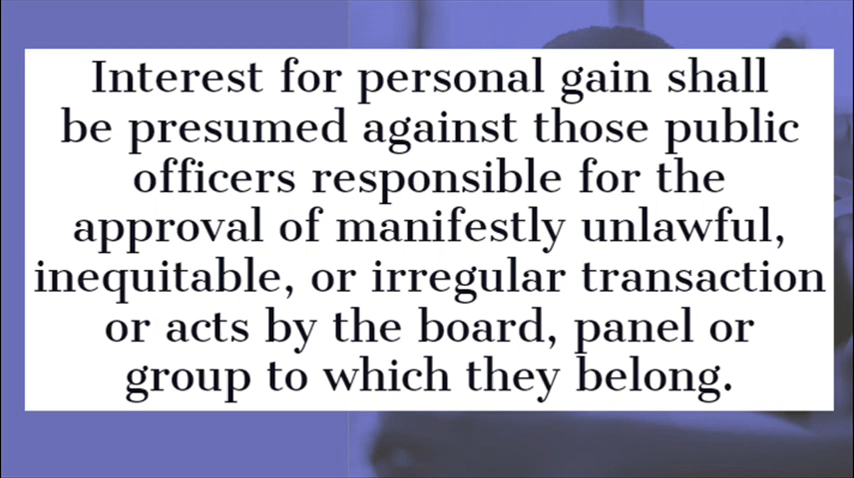 Interest for personal gain shall
be presumed against those public
officers responsible for the
approval of manifestly unlawful,
inequitable, or irregular transaction
or acts by the board, panel or
group to which they belong.